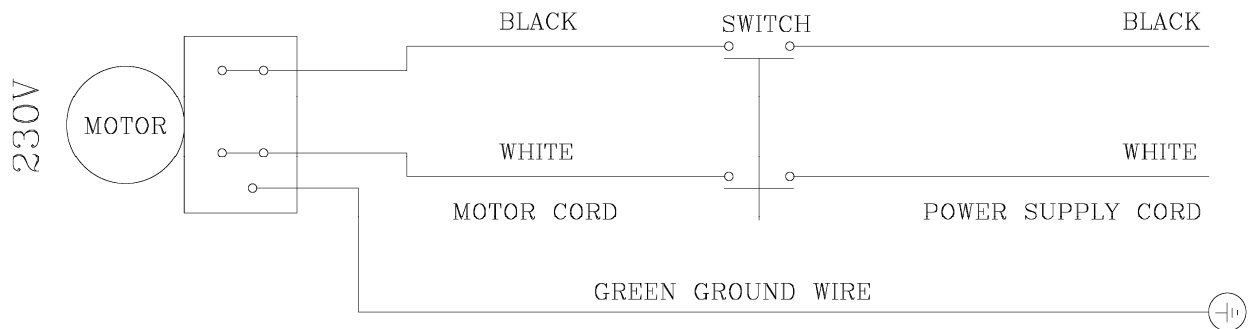 BLACK
SWITCH
BLACK
230V
MOTOR
WHITE
WHITE
MOTOR CORD
POWER SUPPLY CORD
GREEN GROUND WIRE